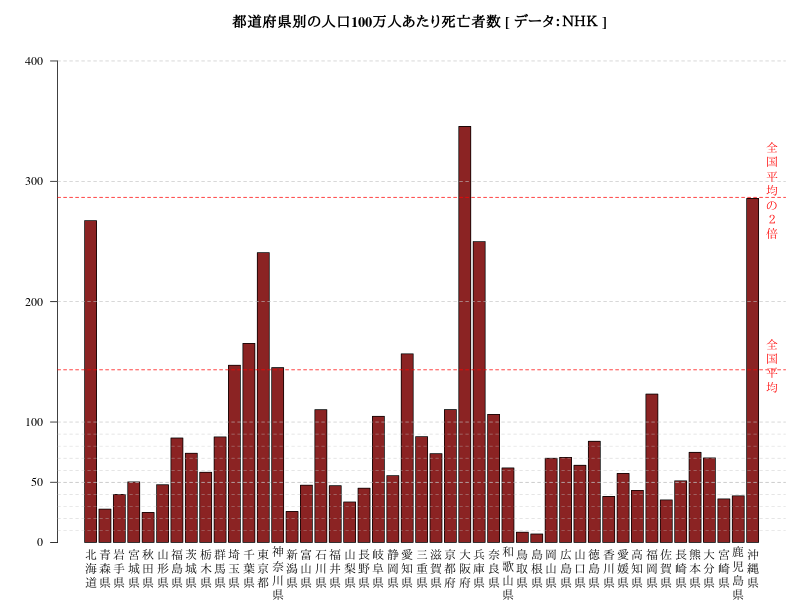 都道府県別の人口100万人あたり死亡者数 [ データ：NHK ]
400
300
200
100
50
0
全国平均の2倍
全国平均
北海道
青森県
岩手県
宮城県
秋田県
山形県
福島県
茨城県
栃木県
群馬県
埼玉県
千葉県
東京都
神奈川県
新潟県
富山県
石川県
福井県
山梨県
長野県
岐阜県
静岡県
愛知県
三重県
滋賀県
京都府
大阪府
兵庫県
奈良県
和歌山県
鳥取県
島根県
岡山県
広島県
山口県
徳島県
香川県
愛媛県
高知県
福岡県
佐賀県
長崎県
熊本県
大分県
宮崎県
鹿児島県
沖縄県